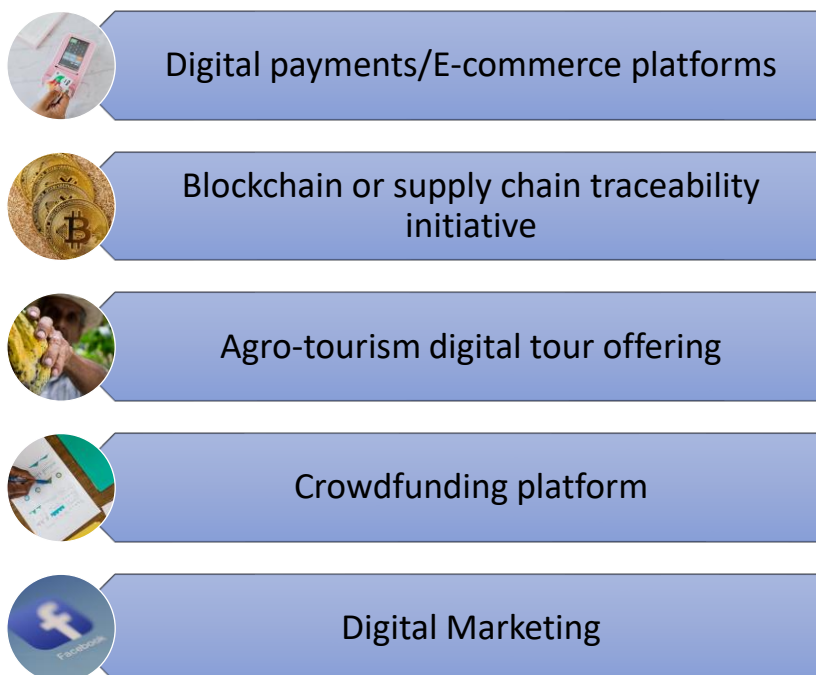 Digital payments/E-commerce platforms
Blockchain or supply chain traceability
initiative
Agro-tourism digital tour offering
Crowdfunding platform
Digital Marketing
Facebook